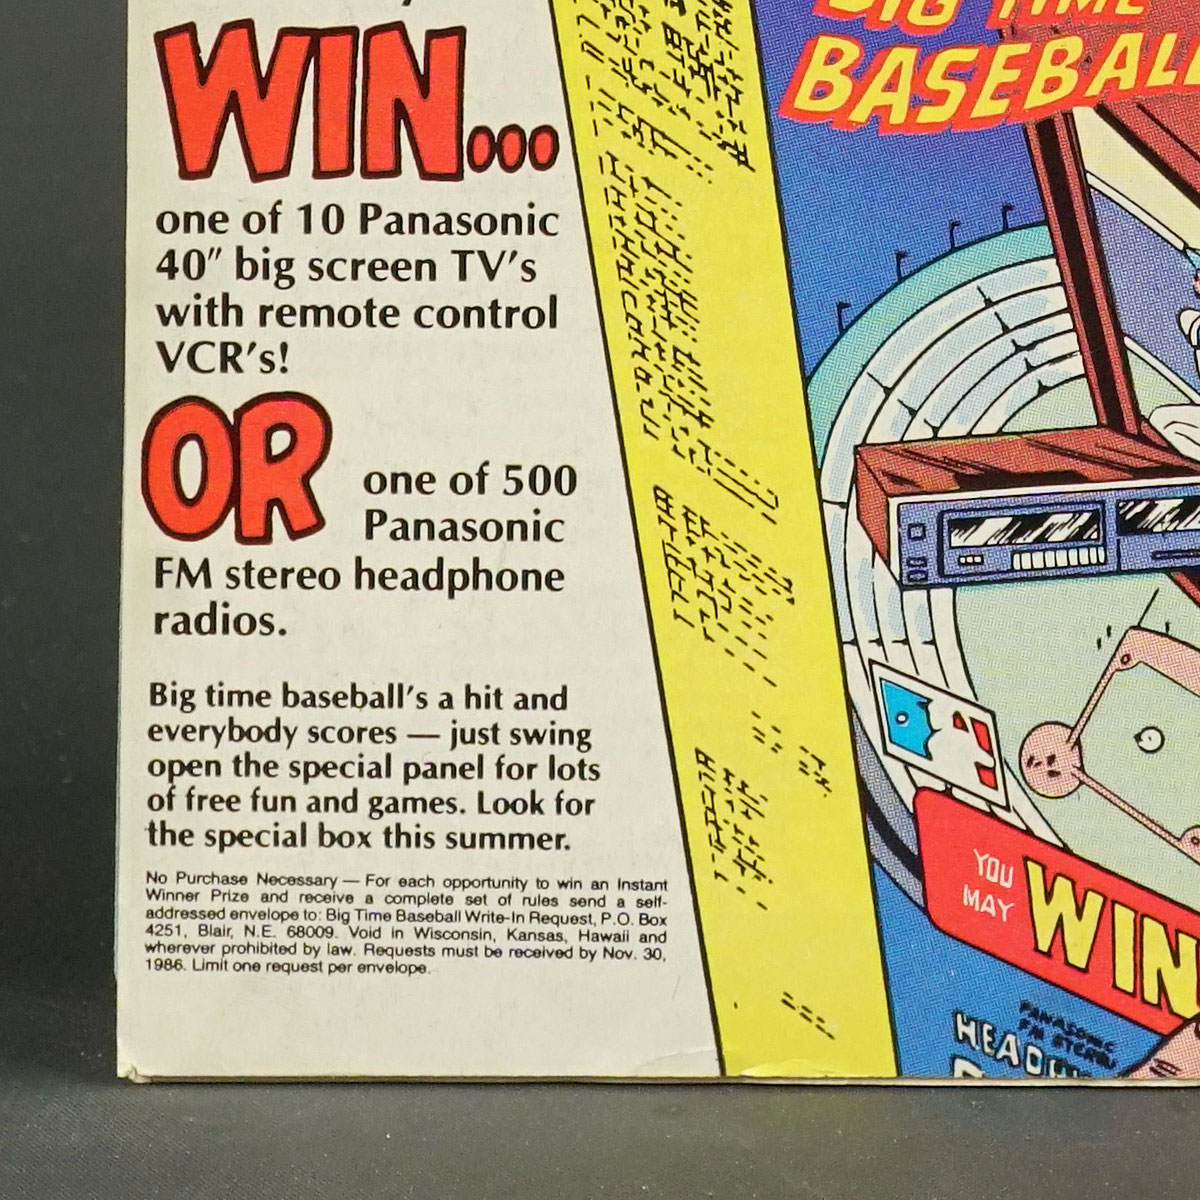 WIN...
one of 10 Panasonic
40" big screen TV's
with remote control
VCR's!
OR one of 500
Panasonic
FM stereo headphone
radios.
Big time baseball's a hit and
everybody scores — just swing
open the special panel for lots
of free fun and games. Look for
the special box this summer.
No Purchase Necessary — For each opportunity to win an Instant
Winner Prize and receive a complete set of rules send a self-
addressed envelope to: Big Time Baseball Write-In Request, P.O. Box
4251, Blair, N.E. 68009. Void in Wisconsin, Kansas, Hawaii and
wherever prohibited by law. Requests must be received by Nov. 30,
1986. Limit one request per envelope.
BIG TIME
BASEBALL
YOU
MAY
WIN
PANASONIC
FM STEREO